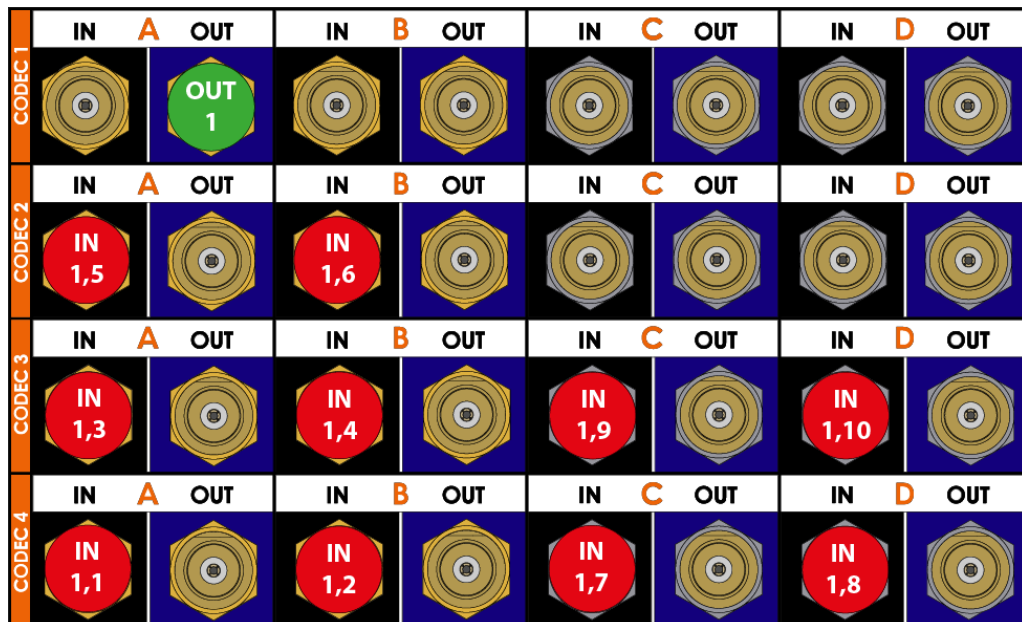 CODEC 1
IN A OUT IN B OUT IN C OUT IN D OUT
OUT
1
CODEC 2
IN A OUT IN B OUT IN C OUT IN D OUT
IN
1,5
IN
1,6
CODEC 3
IN A OUT IN B OUT IN C OUT IN D OUT
IN
1,3
IN
1,4
IN
1,9
IN
1,10
CODEC 4
IN A OUT IN B OUT IN C OUT IN D OUT
IN
1,1
IN
1,2
IN
1,7
IN
1,8